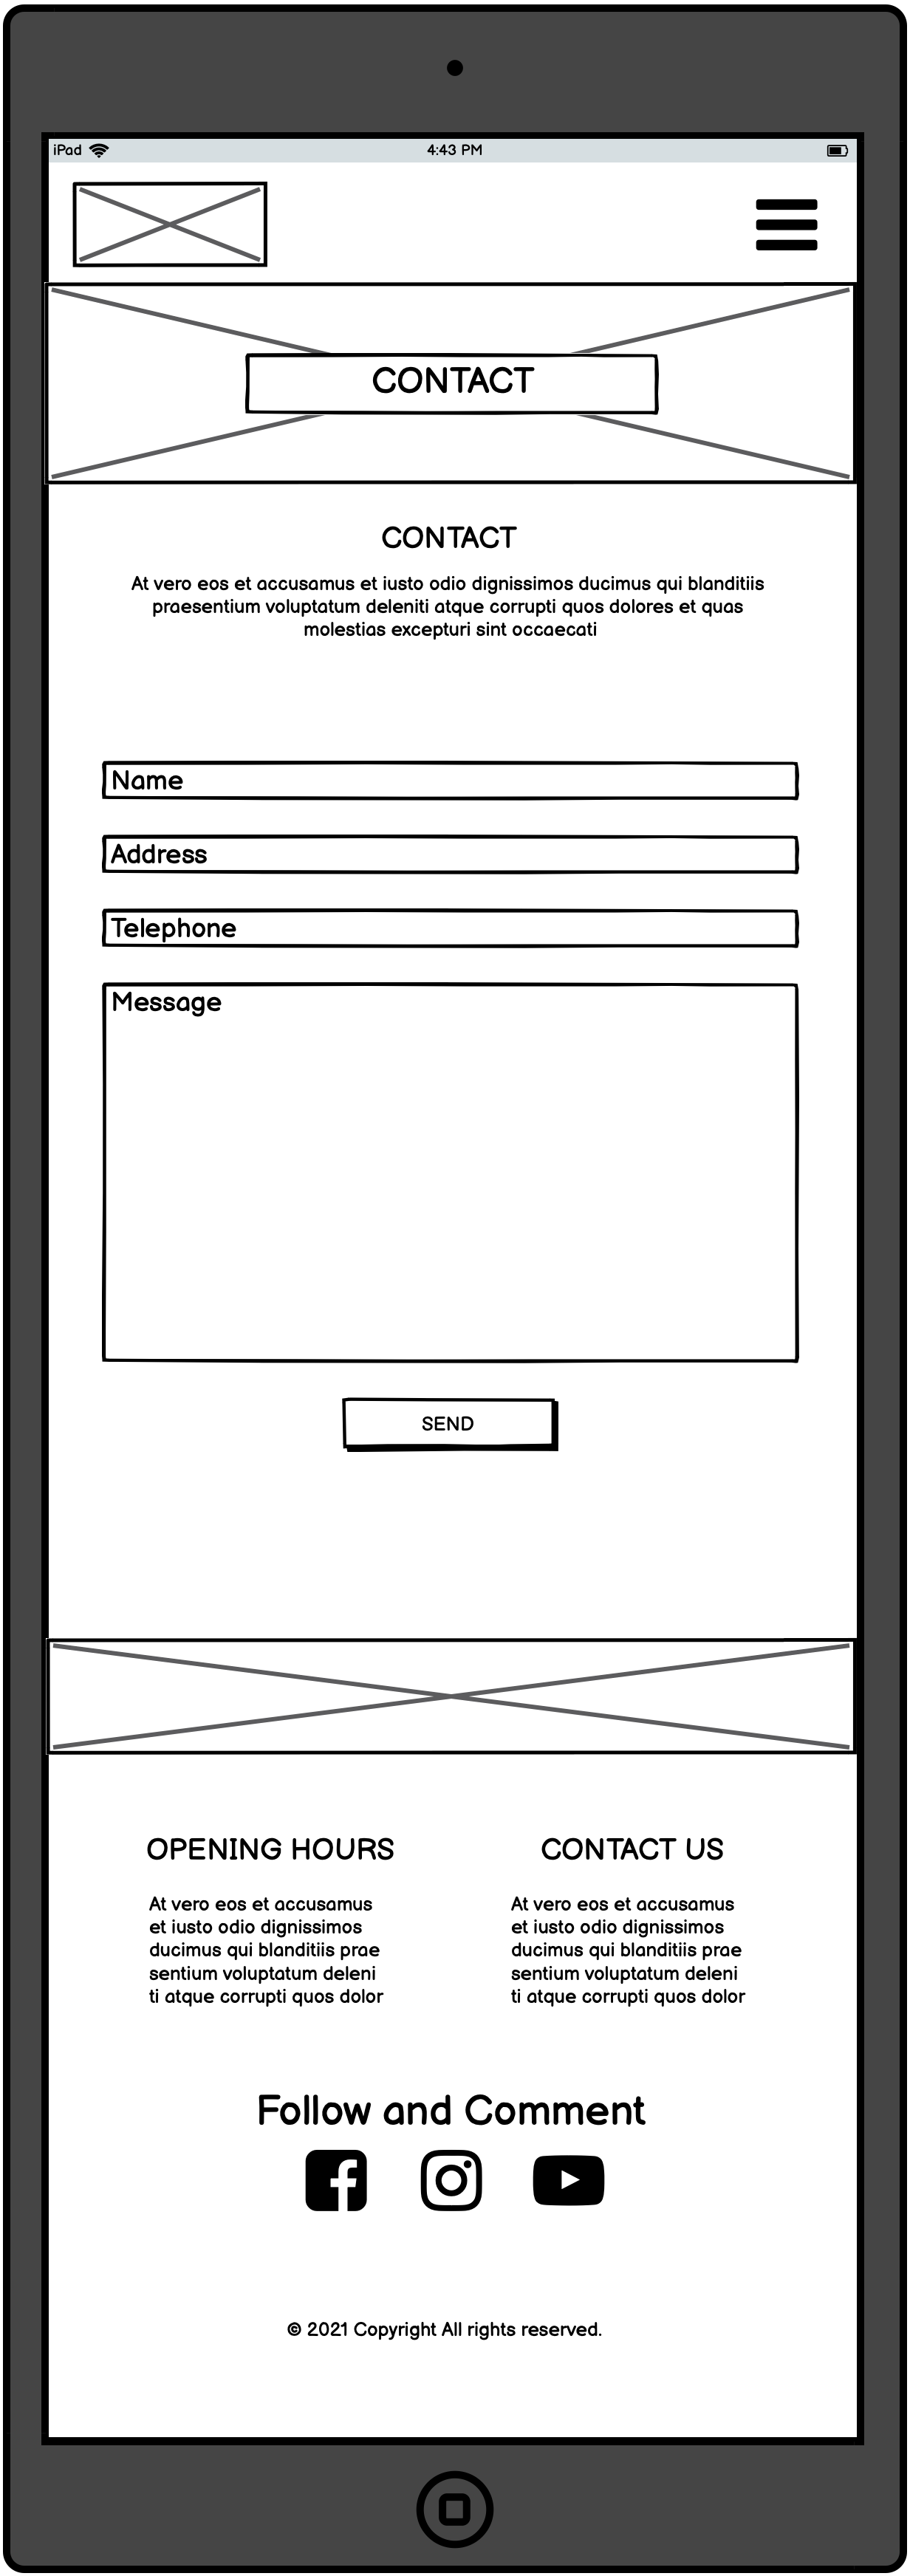 iPad 4:43 PM
CONTACT
CONTACT
At vero eos et accusamus et iusto odio dignissimos ducimus qui blanditiis
praesentium voluptatum deleniti atque corrupti quos dolores et quas
molestias excepturi sint occaecati
Name
Address
Telephone
Message
SEND
OPENING HOURS
At vero eos et accusamus
et iusto odio dignissimos
ducimus qui blanditiis prae
sentium voluptatum deleni
ti atque corrupti quos dolor
CONTACT US
At vero eos et accusamus
et iusto odio dignissimos
ducimus qui blanditiis prae
sentium voluptatum deleni
ti atque corrupti quos dolor
Follow and Comment
© 2021 Copyright All rights reserved.